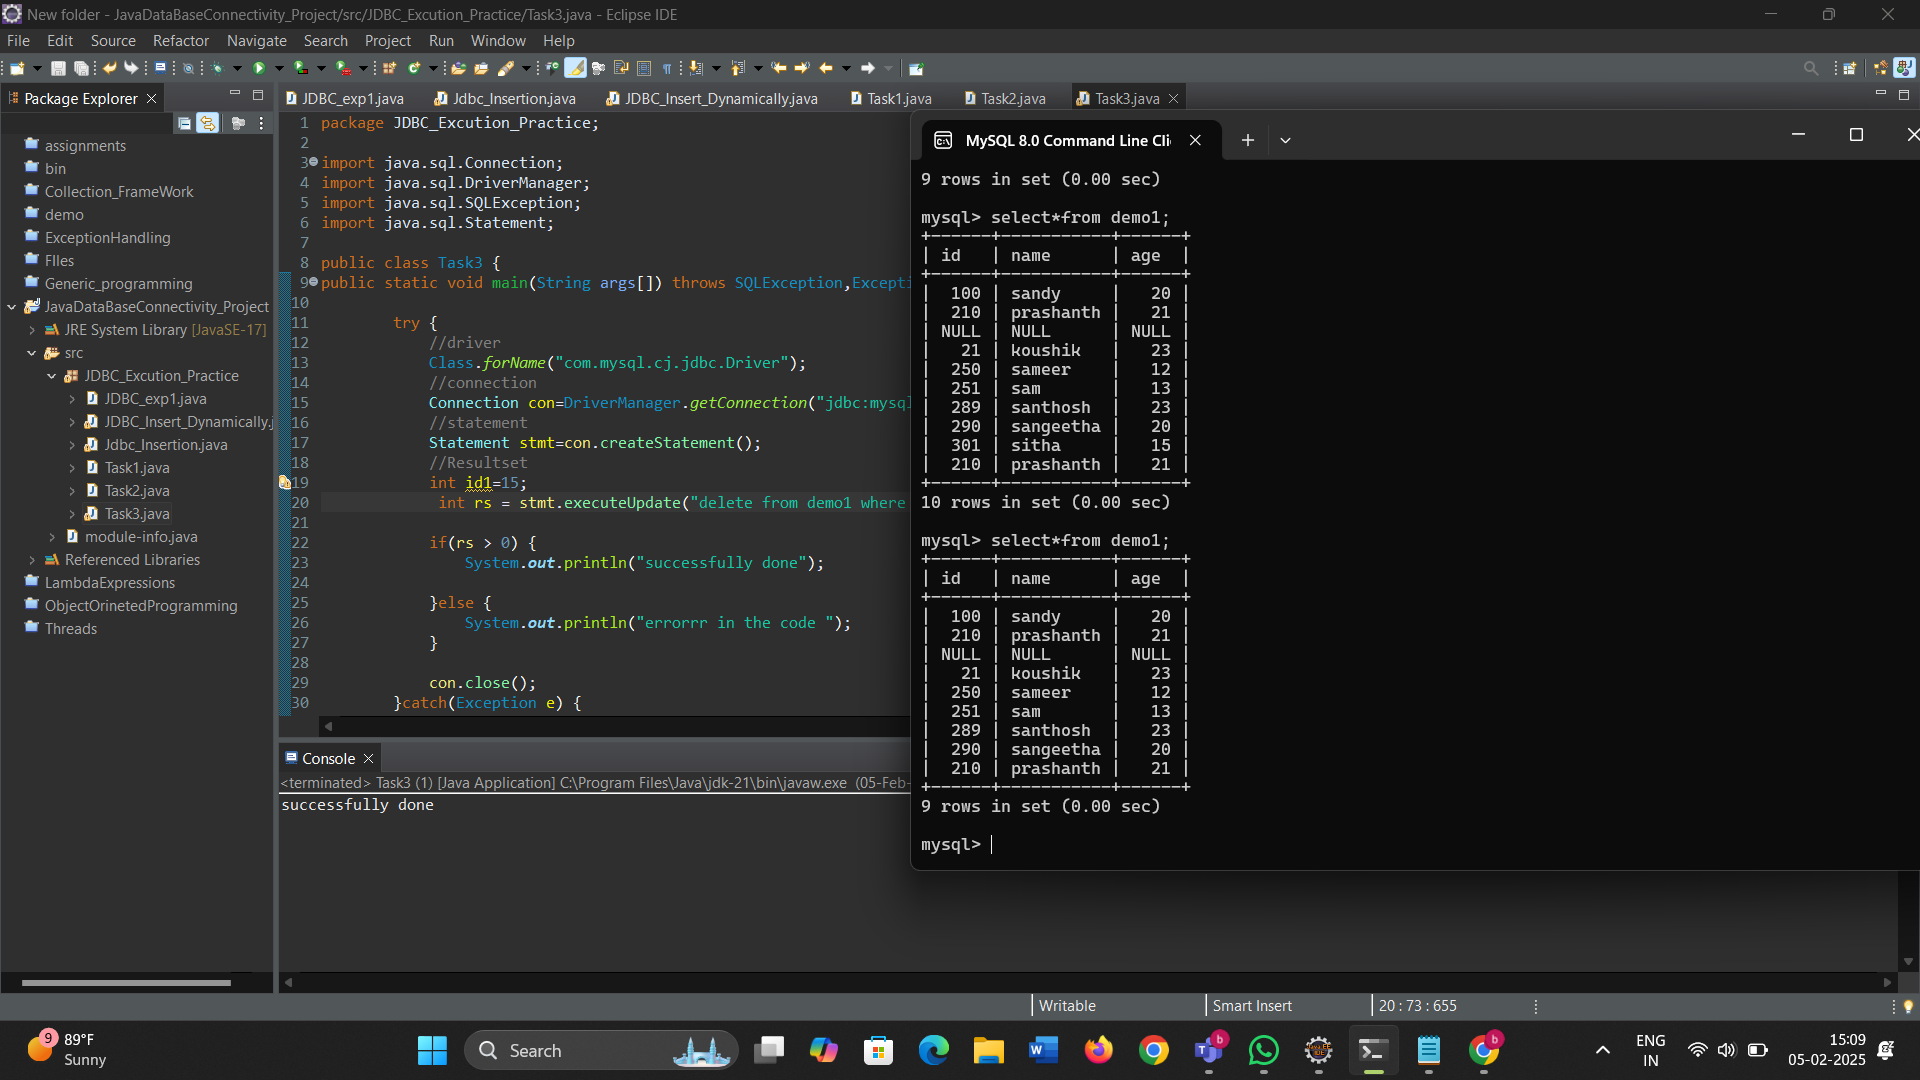 New folder - JavaDataBaseConnectivity_Project/src/JDBC_Excution_Practice/Task3.java - Eclipse IDE
File Edit Source Refactor Navigate Search Project Run Window Help
Package Explorer
assignments
bin
Collection_FrameWork
demo
ExceptionHandling
FIles
Generic_programming
JavaDataBaseConnectivity_Project
JRE System Library [JavaSE-17]
src
JDBC_Excution_Practice
JDBC_exp1.java
JDBC_Insert_Dynamically.j
Jdbc_Insertion.java
Task1.java
Task2.java
Task3.java
module-info.java
Referenced Libraries
LambdaExpressions
ObjectOrinetedProgramming
Threads
JDBC_exp1.java Jdbc_Insertion.java JDBC_Insert_Dynamically.java Task1.java Task2.java Task3.java
1 package JDBC_Excution_Practice;
2
3 import java.sql.Connection;
4 import java.sql.DriverManager;
5 import java.sql.SQLException;
6 import java.sql.Statement;
7
8 public class Task3 {
9 public static void main(String args[]) throws SQLException,Excepti
10
11 try {
12 //driver
13 Class.forName("com.mysql.cj.jdbc.Driver");
14 //connection
15 Connection con=DriverManager.getConnection("jdbc:mysql
16 //statement
17 Statement stmt=con.createStatement();
18 //Resultset
19 int id1=15;
20 int rs = stmt.executeUpdate("delete from demo1 where
21
22 if(rs > 0) {
23 System.out.println("successfully done");
24
25 }else {
26 System.out.println("errorrr in the code ");
27 }
28
29 con.close();
30 }catch(Exception e) {
Console
<terminated> Task3 (1) [Java Application] C:\Program Files\Java\jdk-21\bin\javaw.exe (05-Feb-
successfully done
MySQL 8.0 Command Line Cli
9 rows in set (0.00 sec)
mysql> select*from demo1;
+------+-----------+------+
| id | name | age |
+------+-----------+------+
| 100 | sandy | 20 |
| 210 | prashanth | 21 |
| NULL | NULL | NULL |
| 21 | koushik | 23 |
| 250 | sameer | 12 |
| 251 | sam | 13 |
| 289 | santhosh | 23 |
| 290 | sangeetha | 20 |
| 301 | sitha | 15 |
| 210 | prashanth | 21 |
+------+-----------+------+
10 rows in set (0.00 sec)
mysql> select*from demo1;
+------+-----------+------+
| id | name | age |
+------+-----------+------+
| 100 | sandy | 20 |
| 210 | prashanth | 21 |
| NULL | NULL | NULL |
| 21 | koushik | 23 |
| 250 | sameer | 12 |
| 251 | sam | 13 |
| 289 | santhosh | 23 |
| 290 | sangeetha | 20 |
| 210 | prashanth | 21 |
+------+-----------+------+
9 rows in set (0.00 sec)
mysql>
Writable Smart Insert 20 : 73 : 655
9
89°F
Sunny
Search
b
b
ENG
IN
15:09
05-02-2025